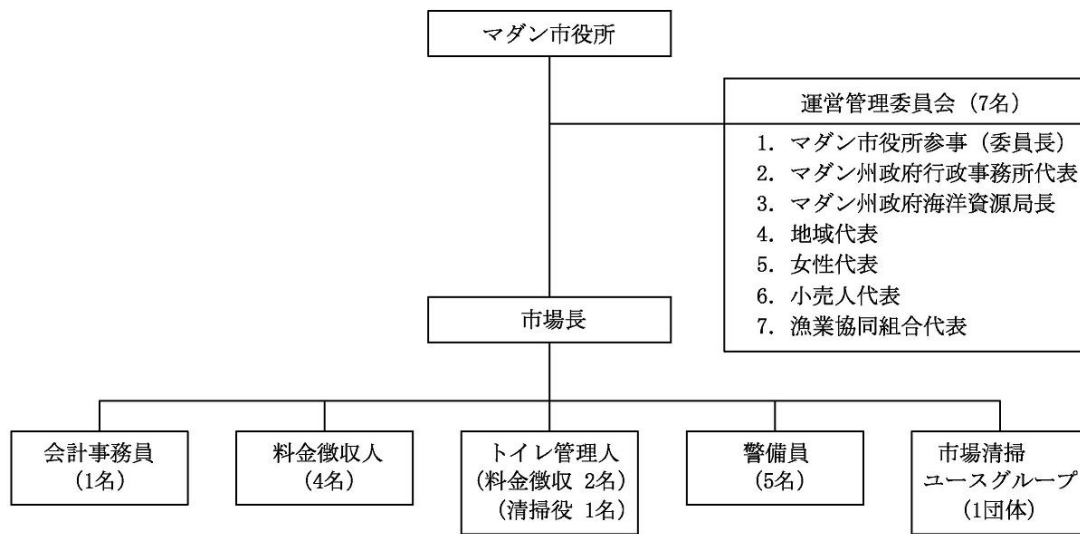 マダン市役所
運営管理委員会（7名）
1. マダン市役所参事（委員長）
2. マダン州政府行政事務所代表
3. マダン州政府海洋資源局長
4. 地域代表
5. 女性代表
6. 小売人代表
7. 漁業協同組合代表
市場長
会計事務員
（1名）
料金徴収人
（4名）
トイレ管理人
（料金徴収 2名）
（清掃役 1名）
警備員
（5名）
市場清掃
ユースグループ
（1団体）